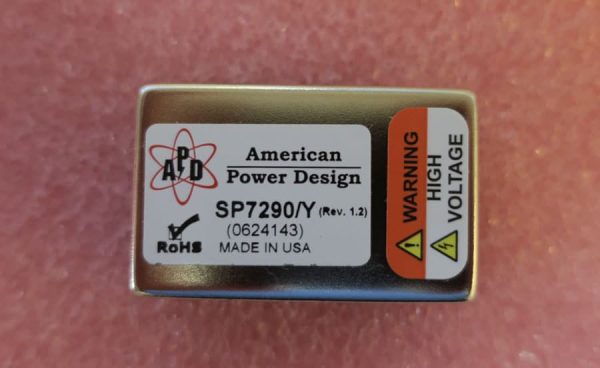 APD
American
Power Design
SP7290/Y (Rev. 1.2)
(0624143)
RoHS
MADE IN USA
WARNING
HIGH
VOLTAGE